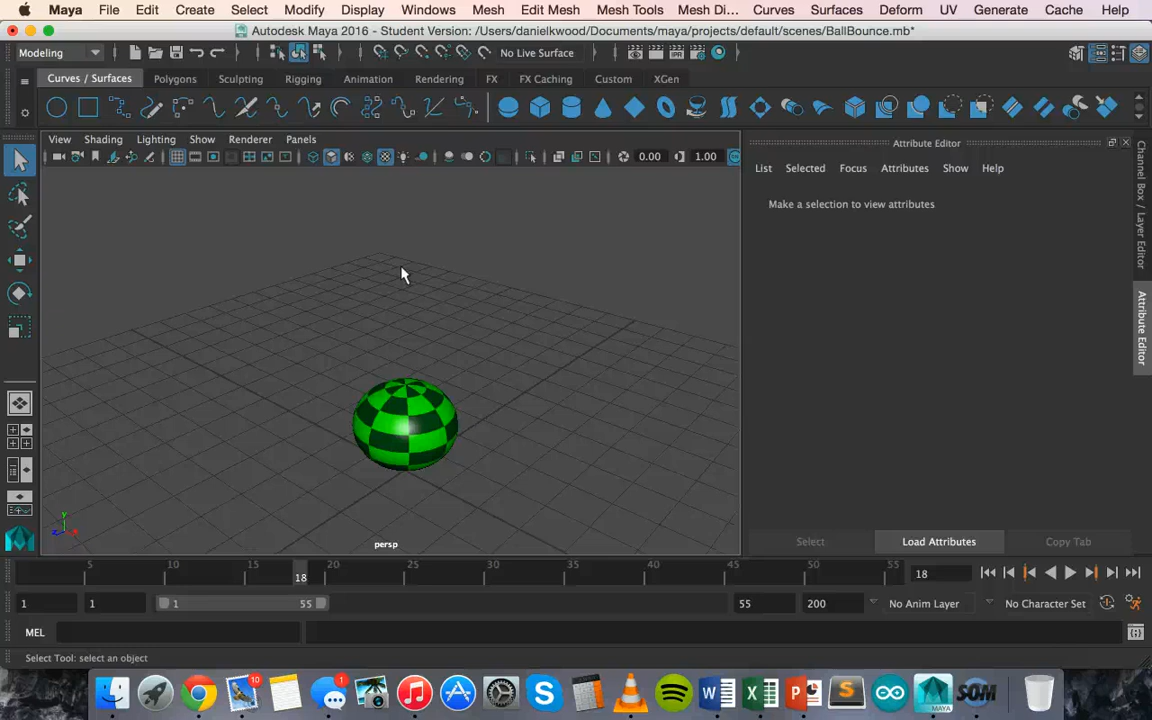 Maya File Edit Create Select Modify Display Windows Mesh Edit Mesh Mesh Tools Mesh Di... Curves Surfaces Deform UV Generate Cache Help
Autodesk Maya 2016 - Student Version: /Users/danielkwood/Documents/maya/projects/default/scenes/BallBounce.mb*
Modeling No Live Surface
Curves / Surfaces Polygons Sculpting Rigging Animation Rendering FX FX Caching Custom XGen
View Shading Lighting Show Renderer Panels
0.00 1.00
Attribute Editor
List Selected Focus Attributes Show Help
Make a selection to view attributes
Channel Box / Layer Editor
Attribute Editor
y
z x
persp
Select Load Attributes Copy Tab
5 10 15 18 20 25 30 35 40 45 50 55
18
1 1 1 55 55 200 No Anim Layer No Character Set
MEL
Select Tool: select an object
10 1
MAYA
SOM